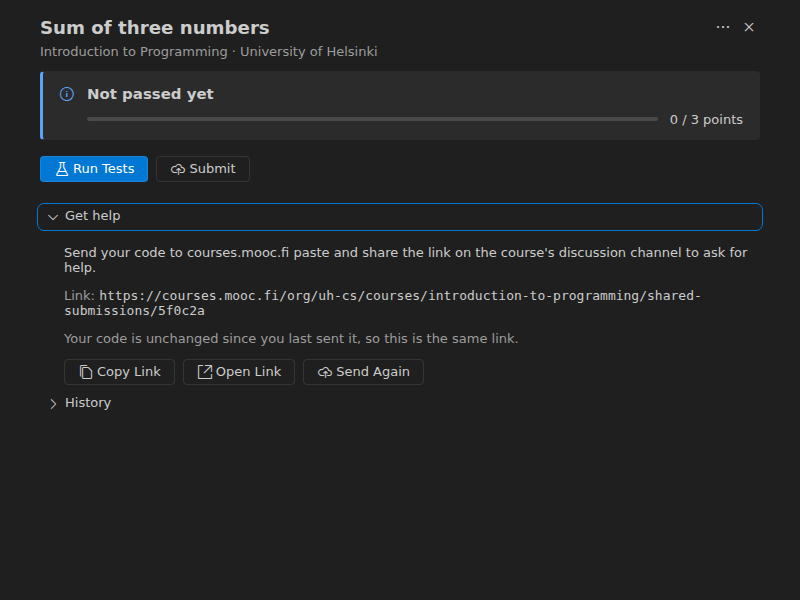 Sum of three numbers
Introduction to Programming · University of Helsinki
Not passed yet
0 / 3 points
Run Tests
Submit
Get help
Send your code to courses.mooc.fi paste and share the link on the course's discussion channel to ask for
help.
Link: https://courses.mooc.fi/org/uh-cs/courses/introduction-to-programming/shared-
submissions/5f0c2a
Your code is unchanged since you last sent it, so this is the same link.
Copy Link
Open Link
Send Again
History